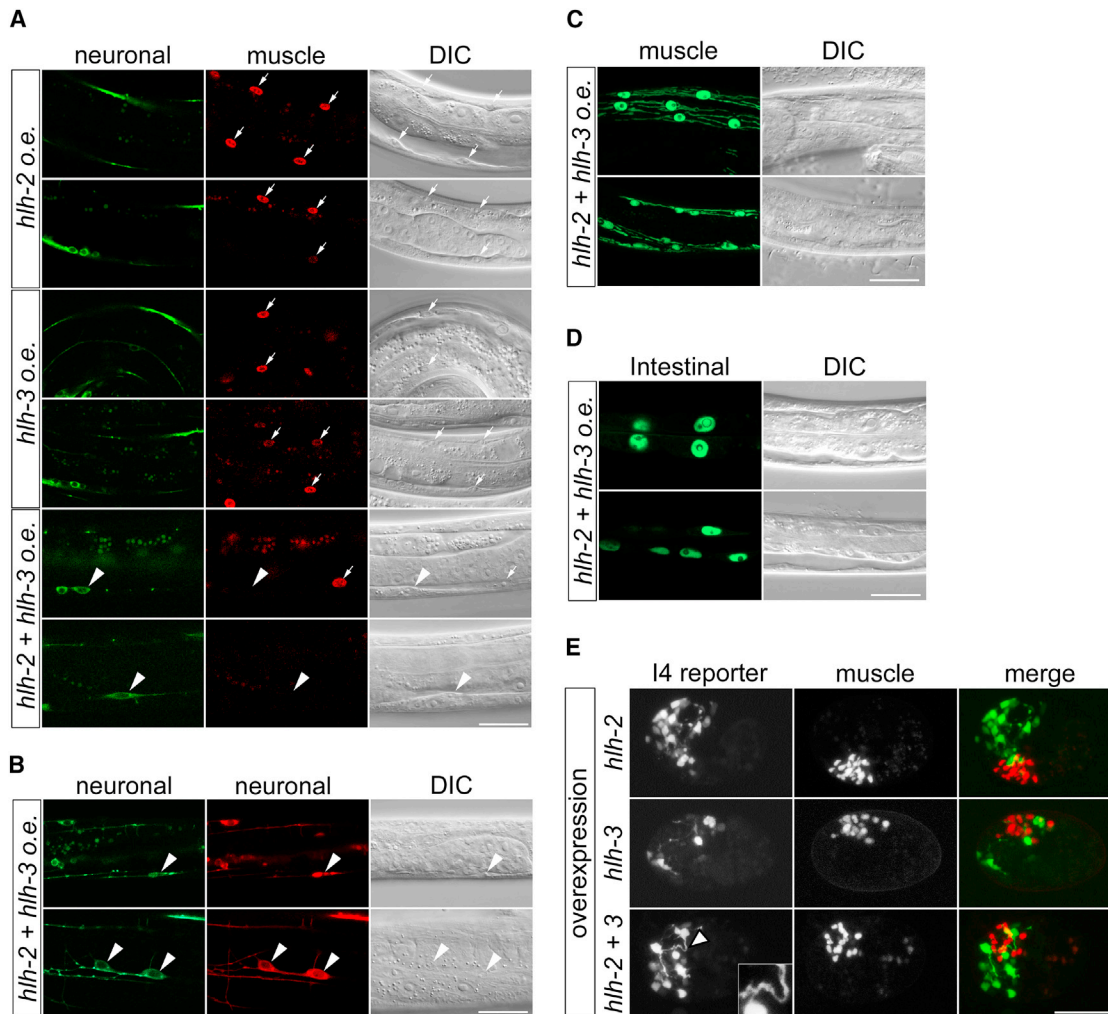 A
neuronal muscle DIC
hlh-2 o.e.
hlh-3 o.e.
hlh-2 + hlh-3 o.e.
B
neuronal neuronal DIC
hlh-2 + hlh-3 o.e.
C
muscle DIC
hlh-2 + hlh-3 o.e.
D
Intestinal DIC
hlh-2 + hlh-3 o.e.
E
I4 reporter muscle merge
overexpression
hlh-2
hlh-3
hlh-2 + 3